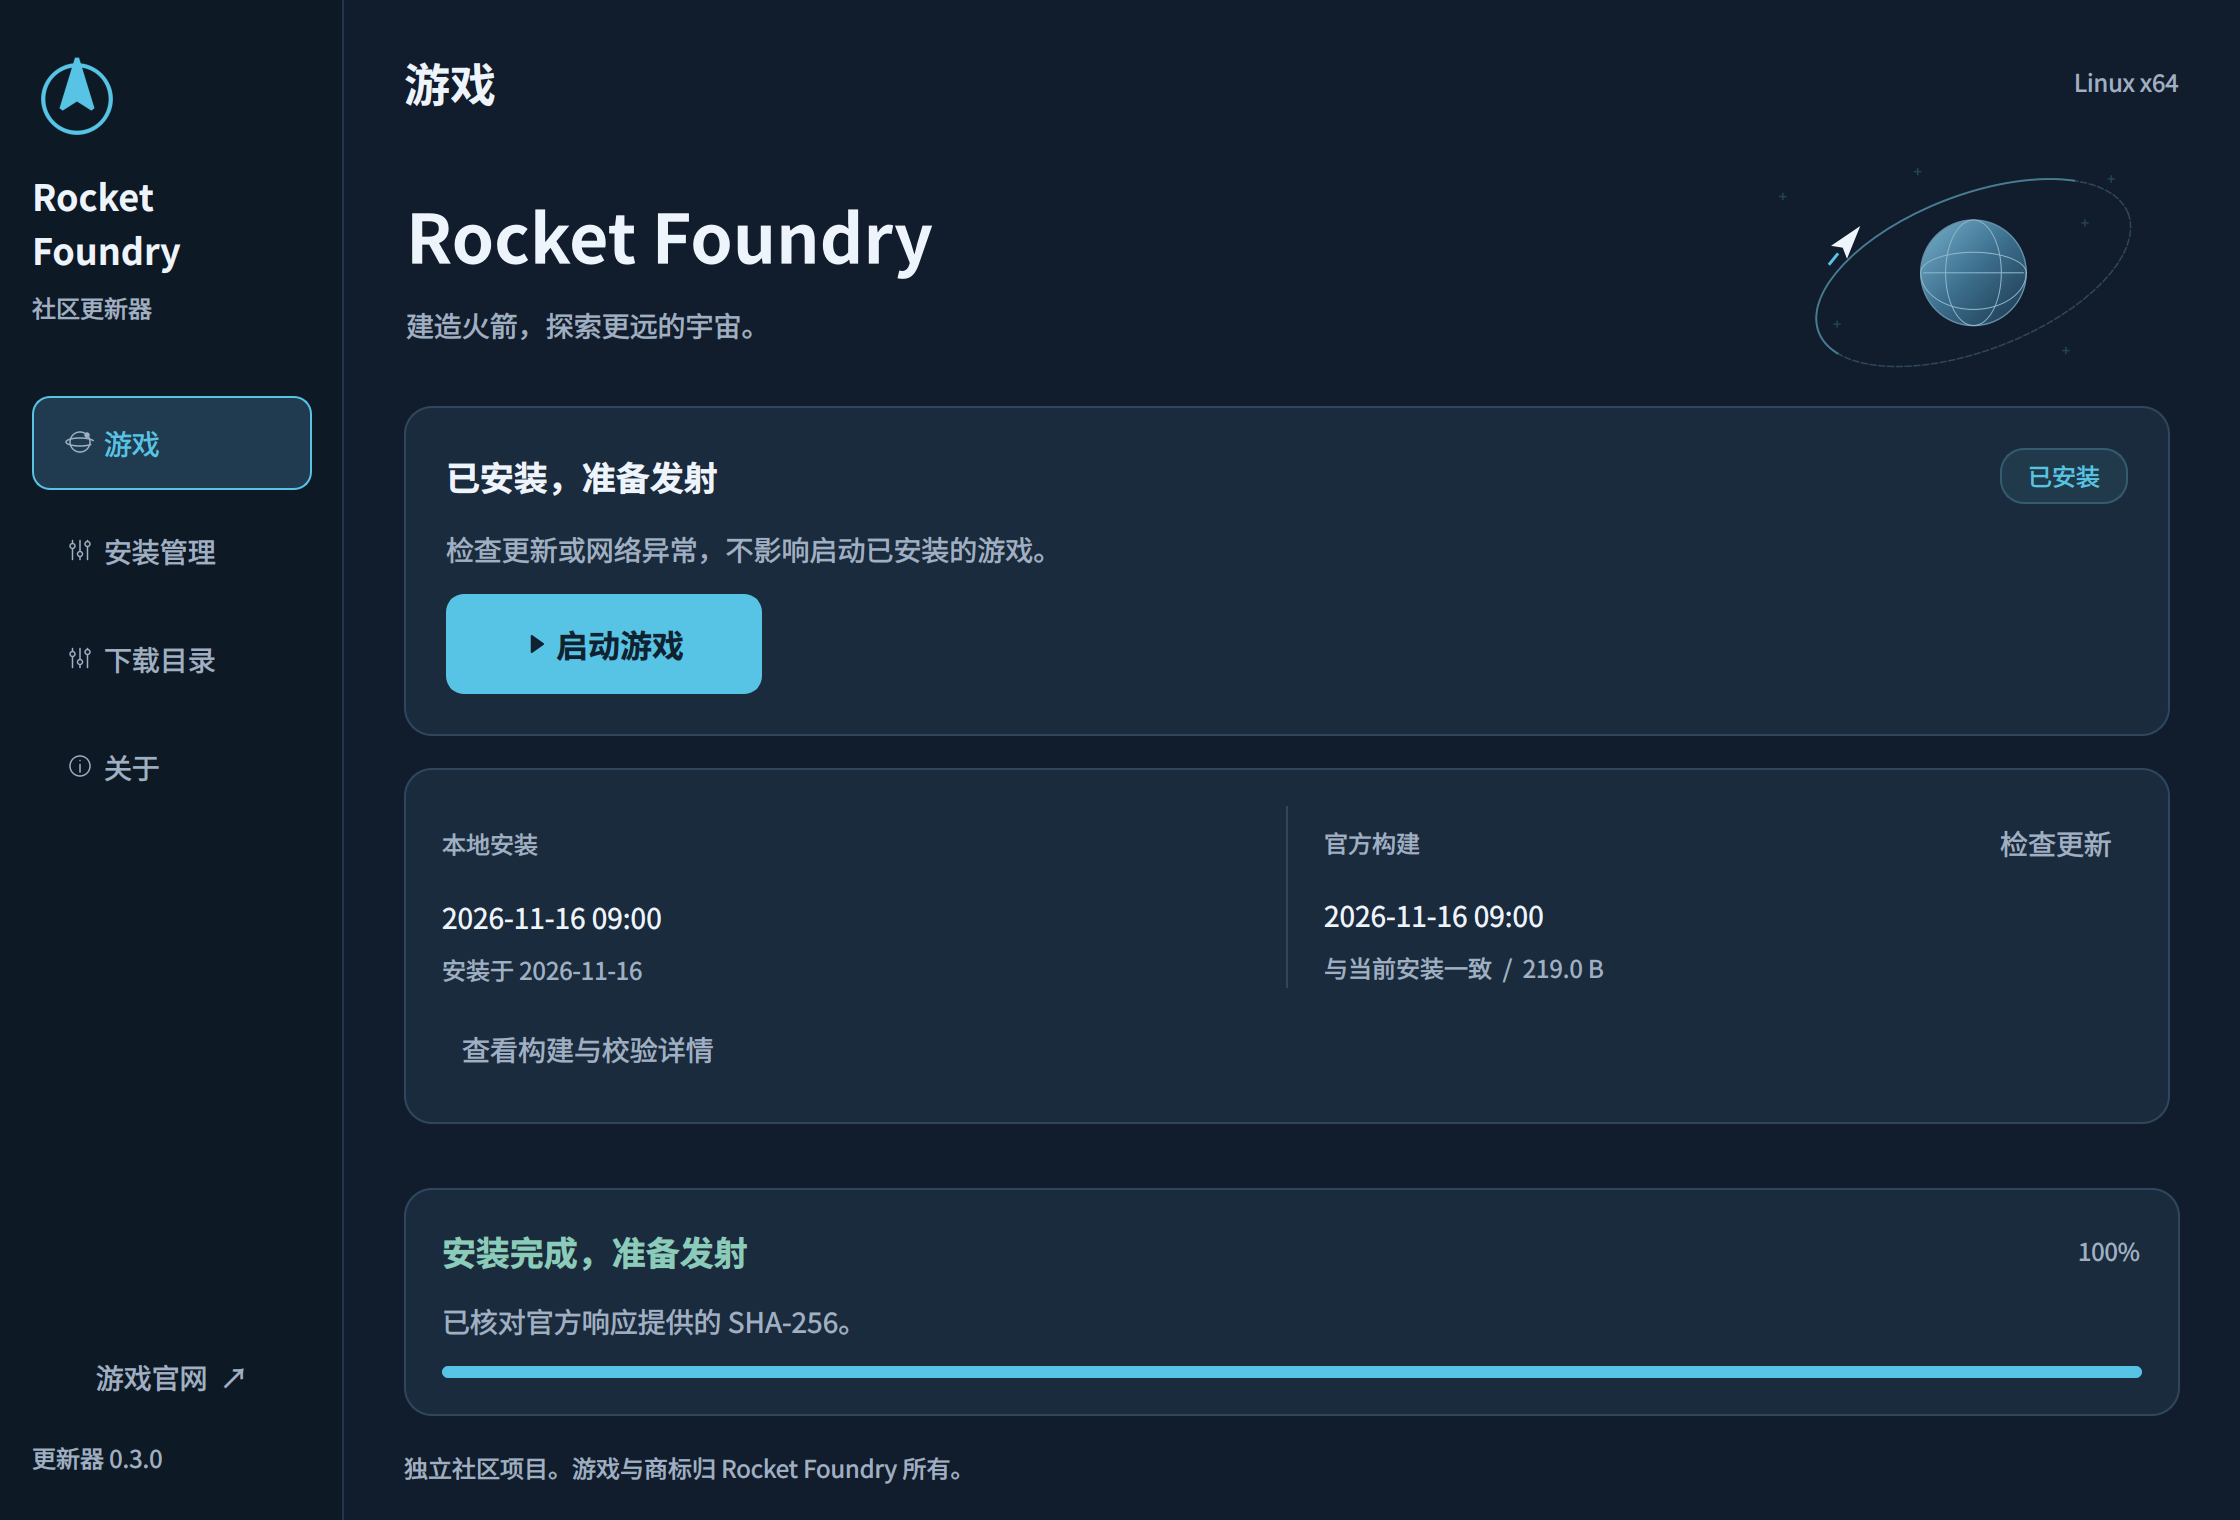 Rocket
Foundry
社区更新器
游戏
安装管理
下载目录
关于
游戏官网 ↗
更新器 0.3.0
游戏
Linux x64
Rocket Foundry
建造火箭，探索更远的宇宙。
已安装，准备发射
已安装
检查更新或网络异常，不影响启动已安装的游戏。
启动游戏
本地安装
2026-11-16 09:00
安装于 2026-11-16
官方构建
检查更新
2026-11-16 09:00
与当前安装一致 / 219.0 B
查看构建与校验详情
安装完成，准备发射
100%
已核对官方响应提供的 SHA-256。
独立社区项目。游戏与商标归 Rocket Foundry 所有。